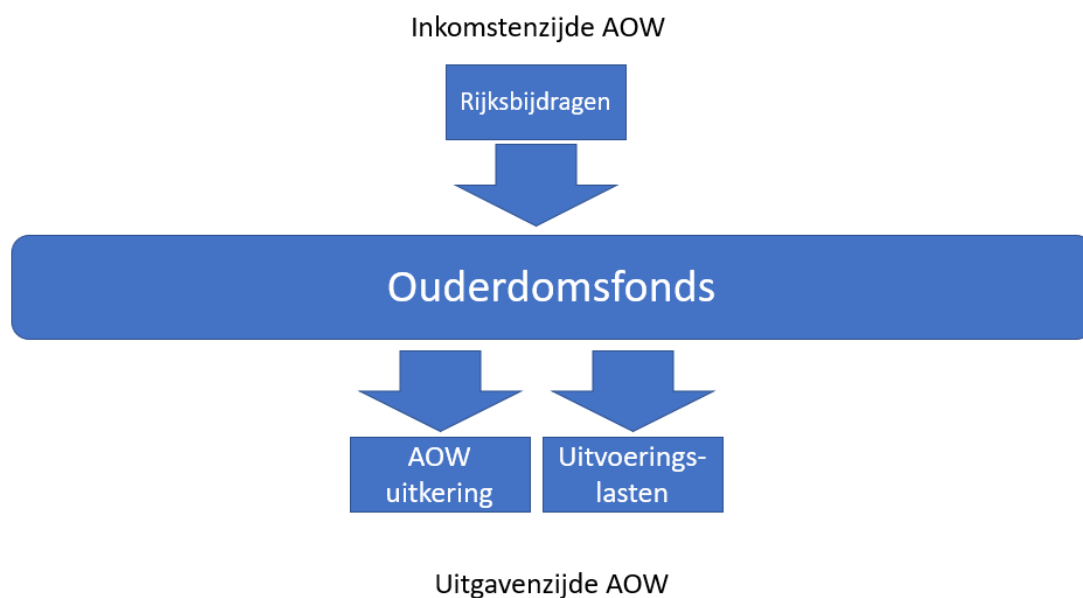 Inkomstenzijde AOW
Rijksbijdragen
Ouderdomsfonds
AOW
uitkering
Uitvoerings-
lasten
Uitgavenzijde AOW